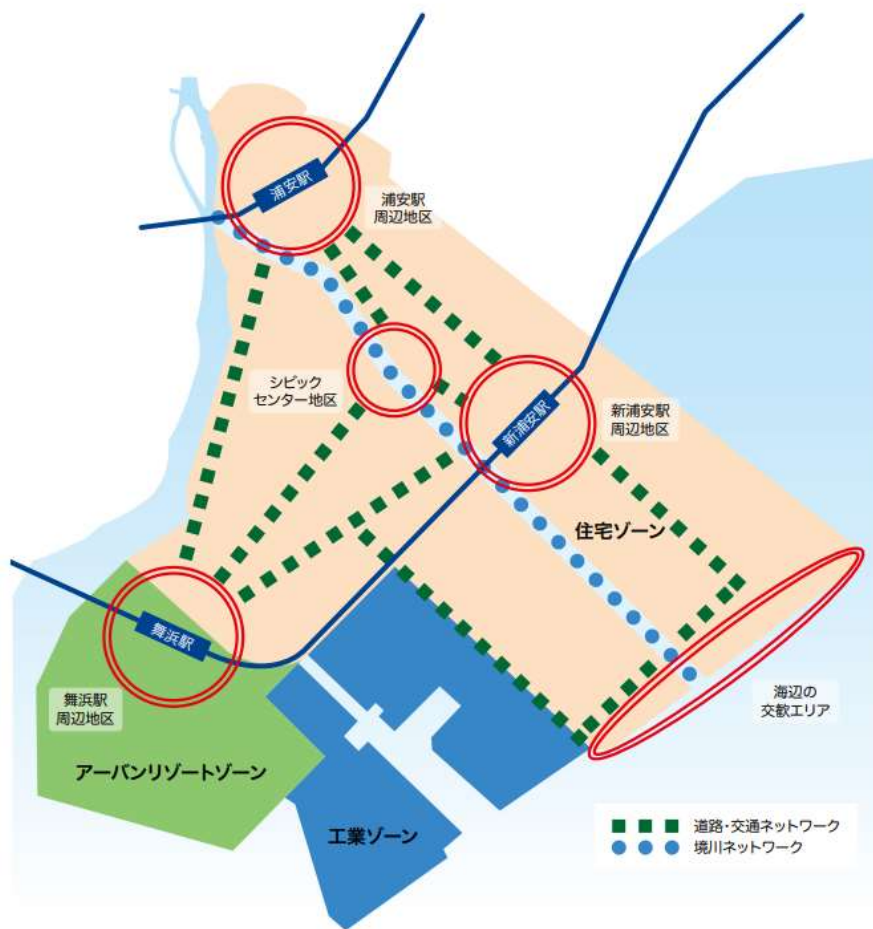 浦安駅
浦安駅
周辺地区
シビック
センター地区
新浦安駅
新浦安駅
周辺地区
住宅ゾーン
舞浜駅
舞浜駅
周辺地区
海辺の
交歓エリア
アーバンリゾートゾーン
工業ゾーン
道路・交通ネットワーク
境川ネットワーク